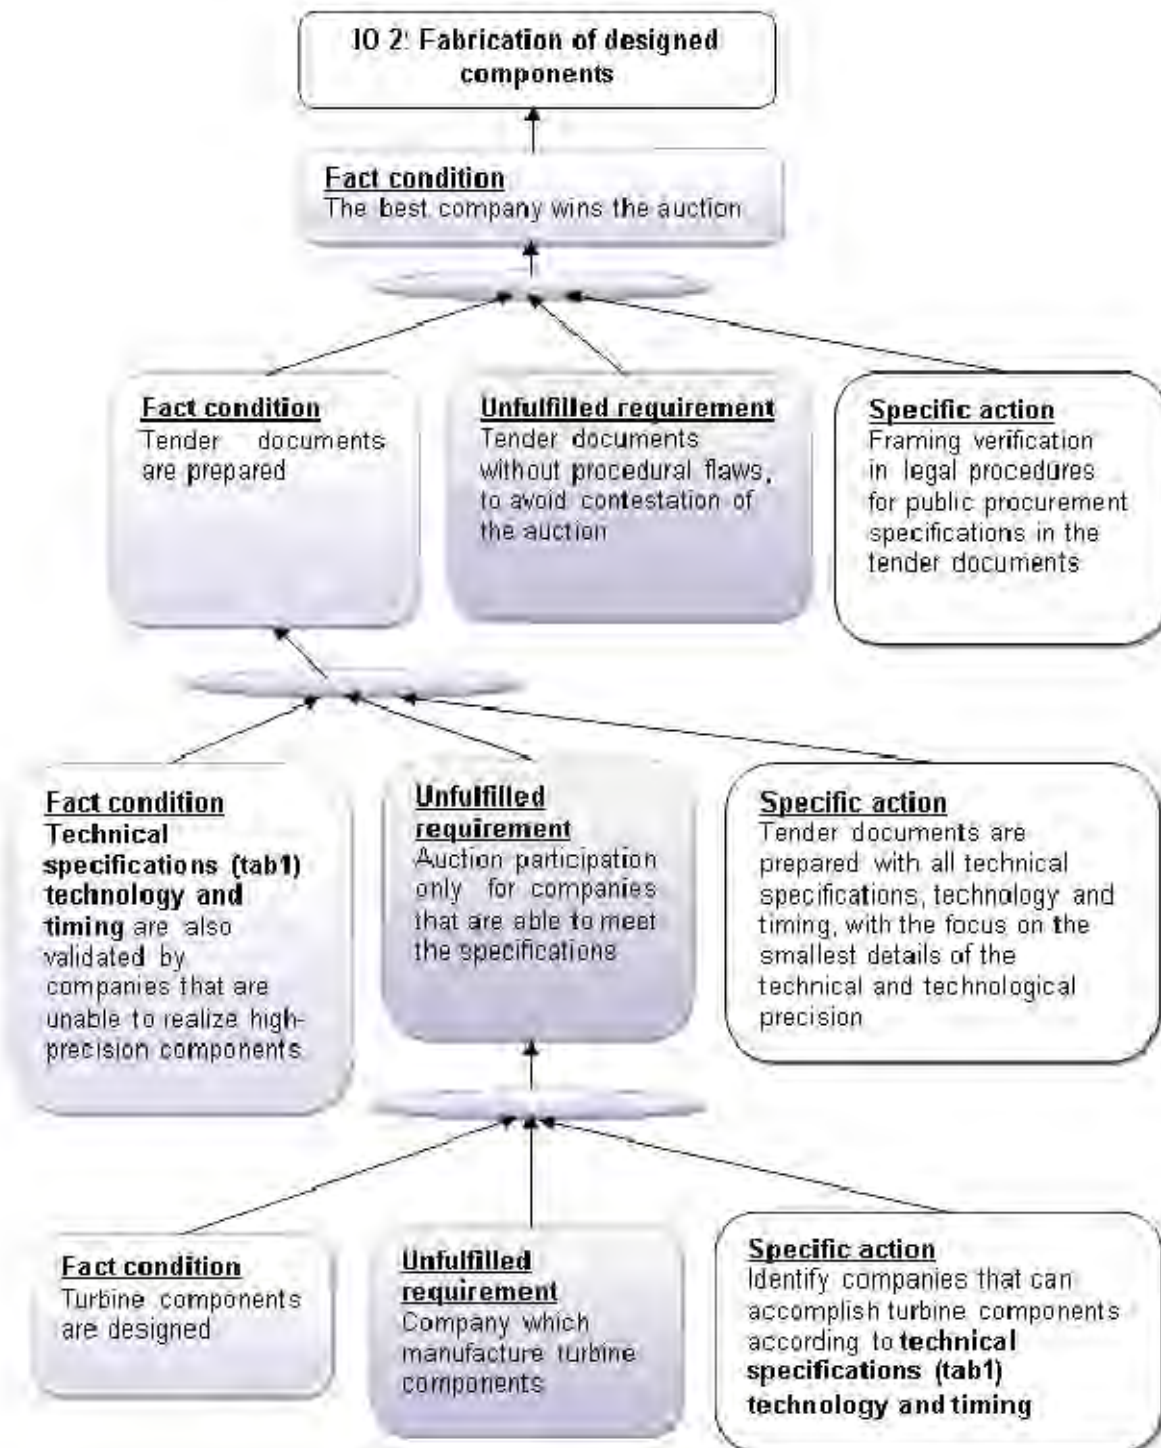 IO 2: Fabrication of designed
components
Fact condition
The best company wins the auction
Fact condition
Tender documents
are prepared
Unfulfilled requirement
Tender documents
without procedural flaws,
to avoid contestation of
the auction
Specific action
Framing verification
in legal procedures
for public procurement
specifications in the
tender documents
Fact condition
Technical
specifications (tab1)
technology and
timing are also
validated by
companies that are
unable to realize high-
precision components
Unfulfilled
requirement
Auction participation
only for companies
that are able to meet
the specifications
Specific action
Tender documents are
prepared with all technical
specifications, technology and
timing, with the focus on the
smallest details of the
technical and technological
precision
Fact condition
Turbine components
are designed
Unfulfilled
requirement
Company which
manufacture turbine
components
Specific action
Identify companies that can
accomplish turbine components
according to technical
specifications (tab1)
technology and timing